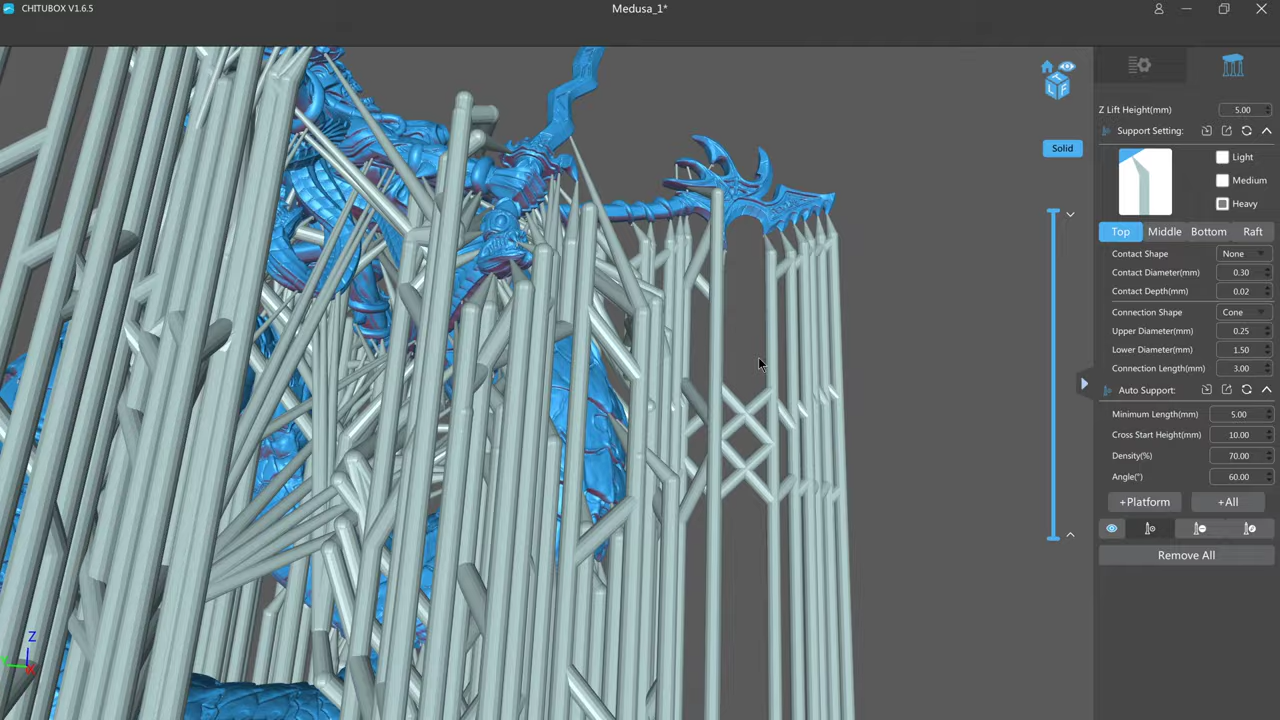 CHITUBOX V1.6.5
Medusa_1*
Z Lift Height(mm) 5.00
Support Setting:
Light
Medium
Heavy
Solid
Top Middle Bottom Raft
Contact Shape None
Contact Diameter(mm) 0.30
Contact Depth(mm) 0.02
Connection Shape Cone
Upper Diameter(mm) 0.25
Lower Diameter(mm) 1.50
Connection Length(mm) 3.00
Auto Support:
Minimum Length(mm) 5.00
Cross Start Height(mm) 10.00
Density(%) 70.00
Angle(°) 60.00
+Platform +All
Remove All
T
L F
Z
Y
X